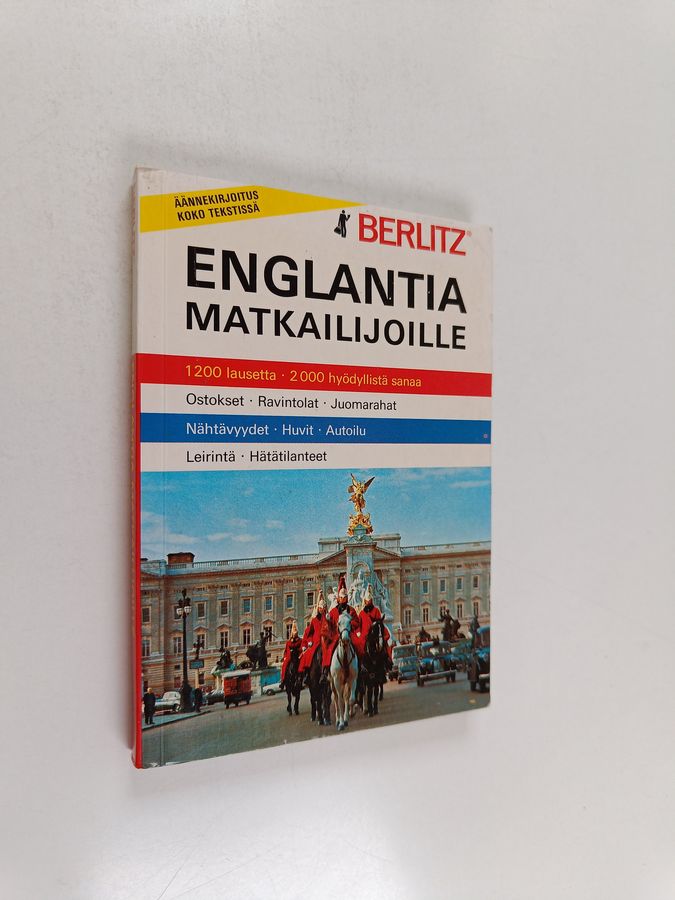 ÄÄNNEKIRJOITUS
KOKO TEKSTISSÄ
BERLITZ®
ENGLANTIA
MATKAILIJOILLE
1200 lausetta · 2000 hyödyllistä sanaa
Ostokset · Ravintolat · Juomarahat
Nähtävyydet · Huvit · Autoilu
Leirintä · Hätätilanteet